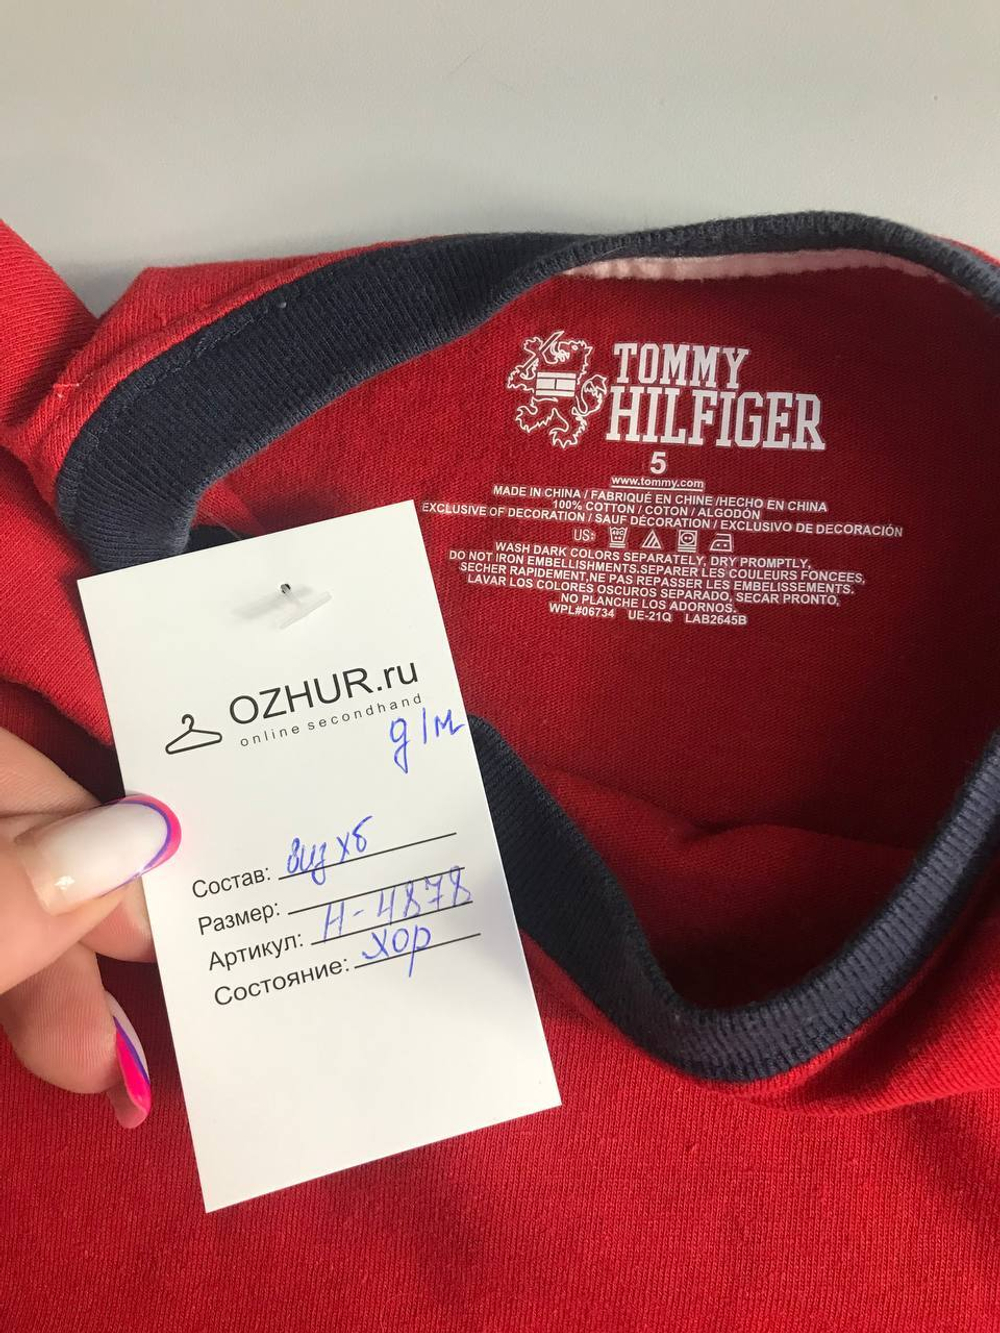 TOMMY
HILFIGER
5
www.tommy.com
MADE IN CHINA / FABRIQUÉ EN CHINE /HECHO EN CHINA
100% COTTON / COTON / ALGODÓN
EXCLUSIVE OF DECORATION / SAUF DÉCORATION / EXCLUSIVO DE DECORACIÓN
US:
WASH DARK COLORS SEPARATELY, DRY PROMPTLY,
DO NOT IRON EMBELLISHMENTS.SEPARER LES COULEURS FONCEES,
SECHER RAPIDEMENT,NE PAS REPASSER LES EMBELISSEMENTS.
LAVAR LOS COLORES OSCUROS SEPARADO, SECAR PRONTO,
NO PLANCHE LOS ADORNOS.
WPL#06734 UE-21Q LAB2645B
OZHUR.ru
online secondhand
д/м
Состав: виз хб
Размер:
Артикул: Н-4878
Состояние: хор